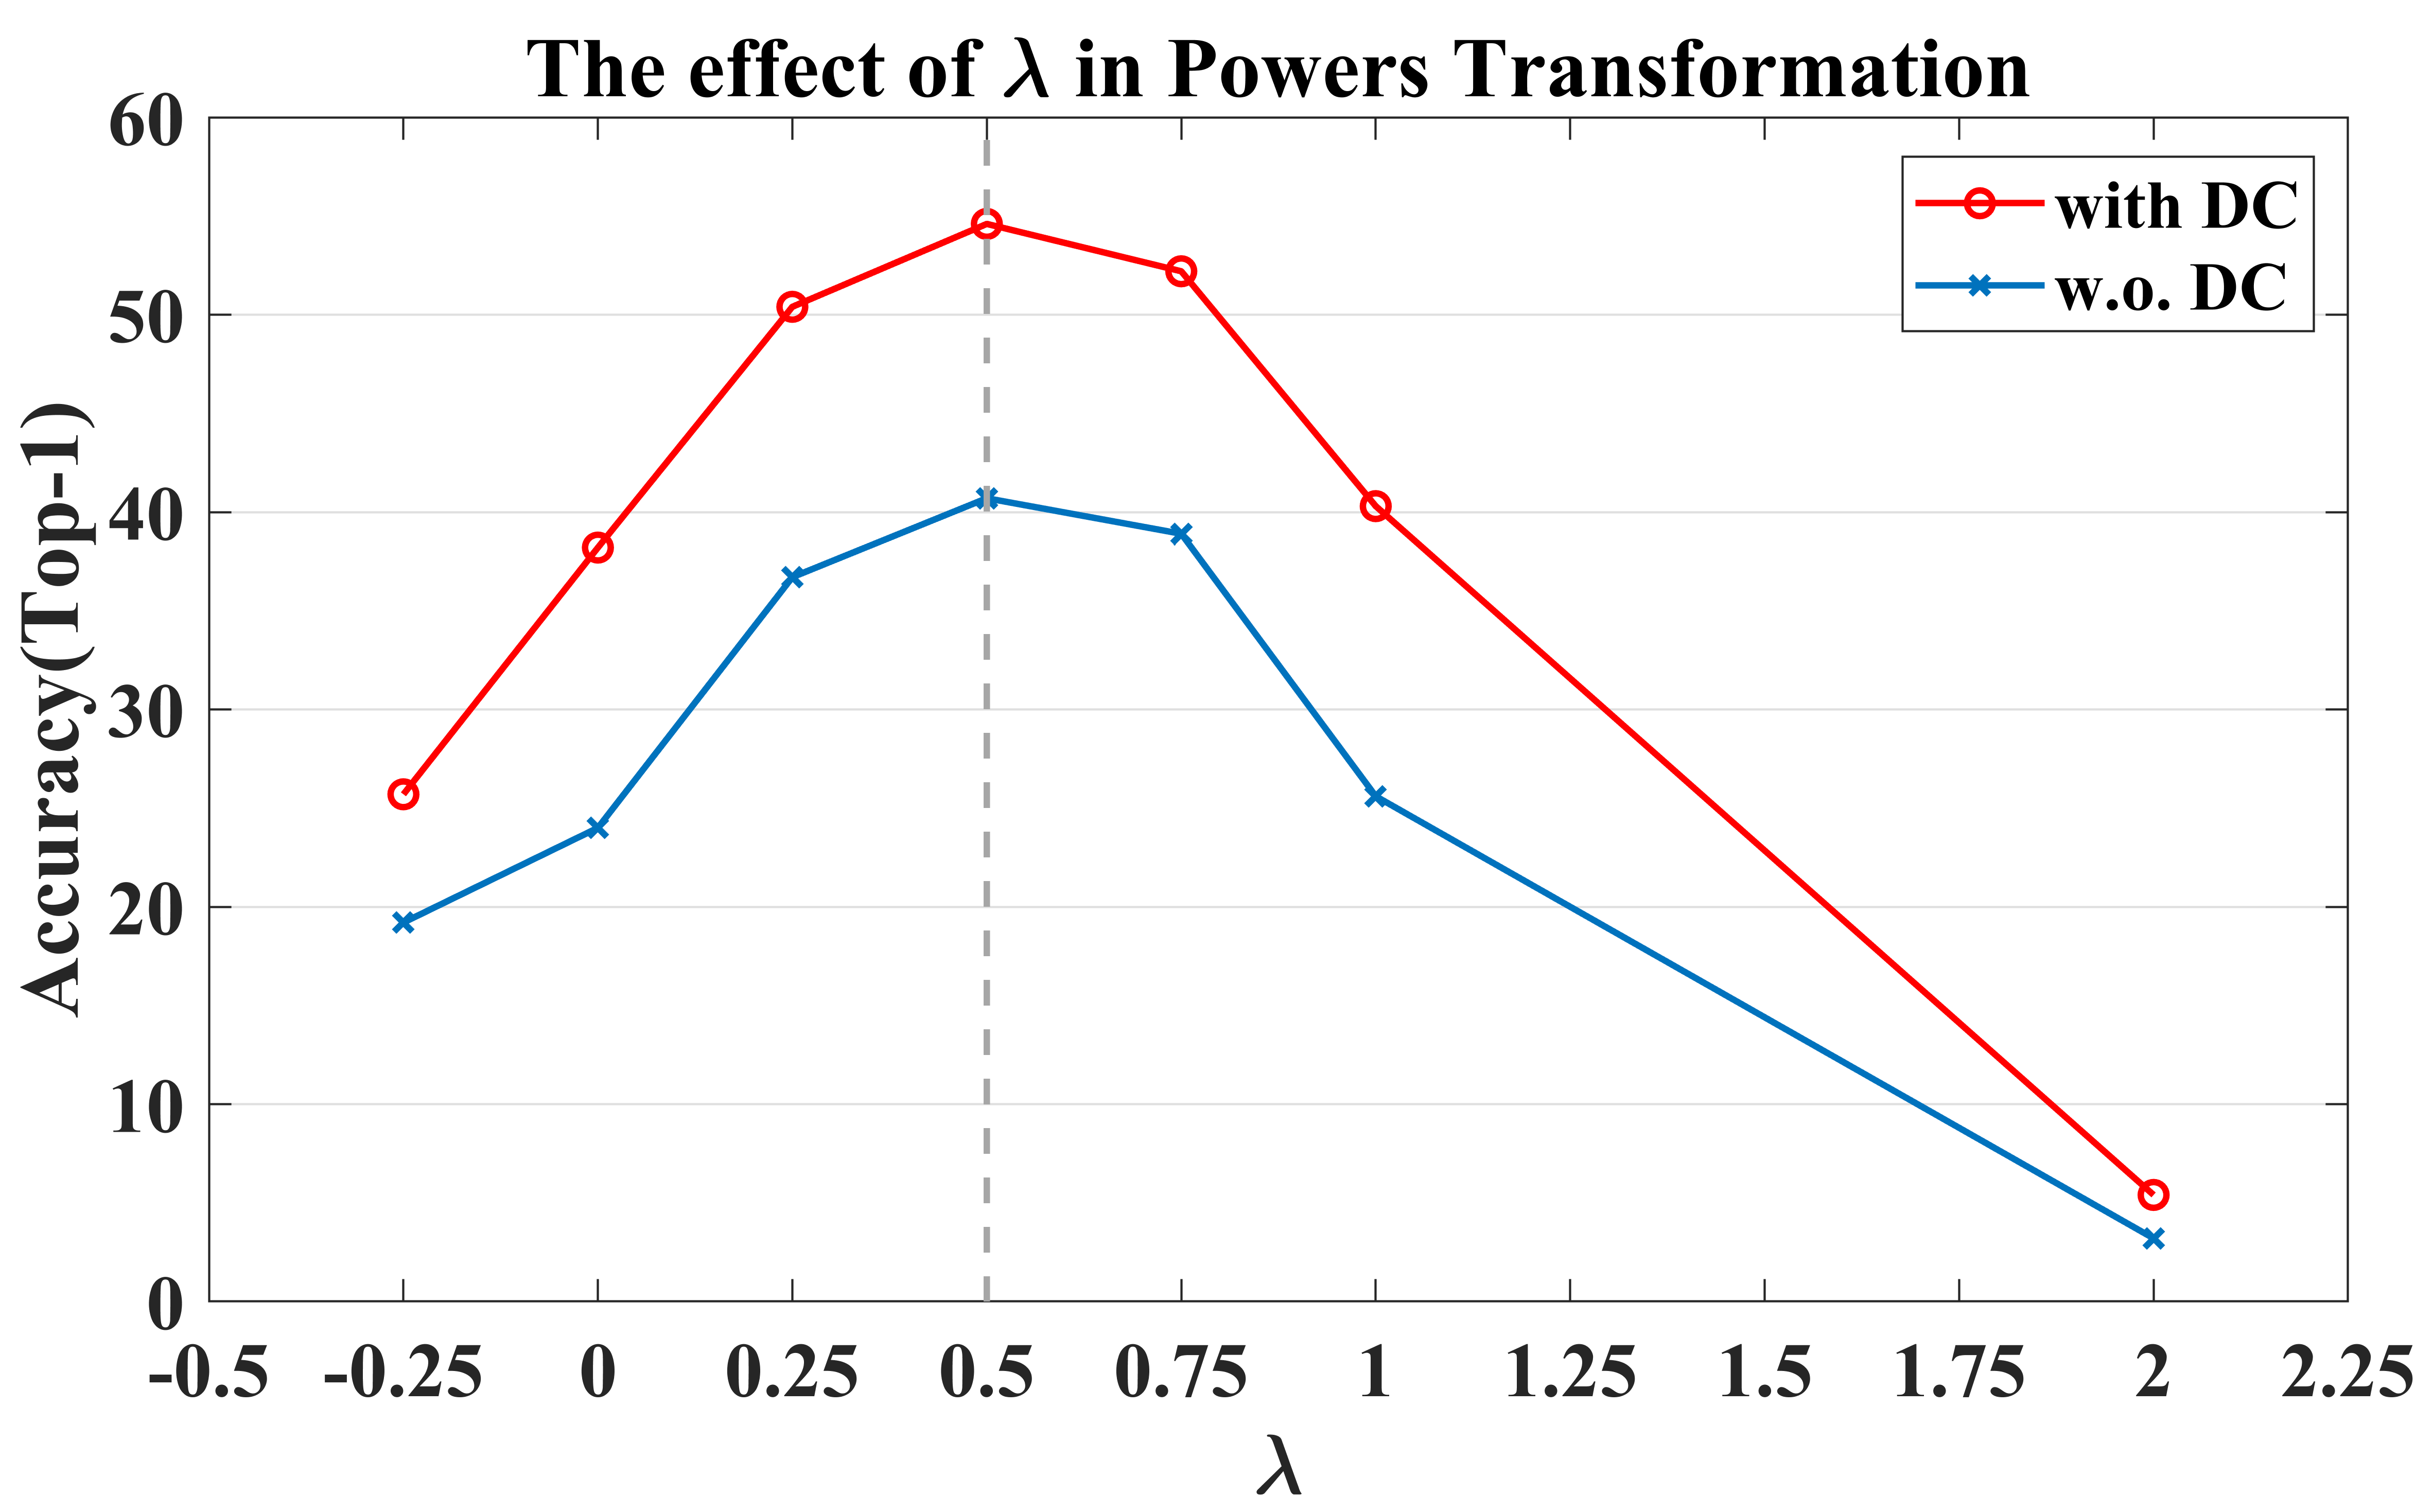 The effect of λ in Powers Transformation
with DC
w.o. DC
Accuracy(Top-1)
60
50
40
30
20
10
0
-0.5 -0.25 0 0.25 0.5 0.75 1 1.25 1.5 1.75 2 2.25
λ